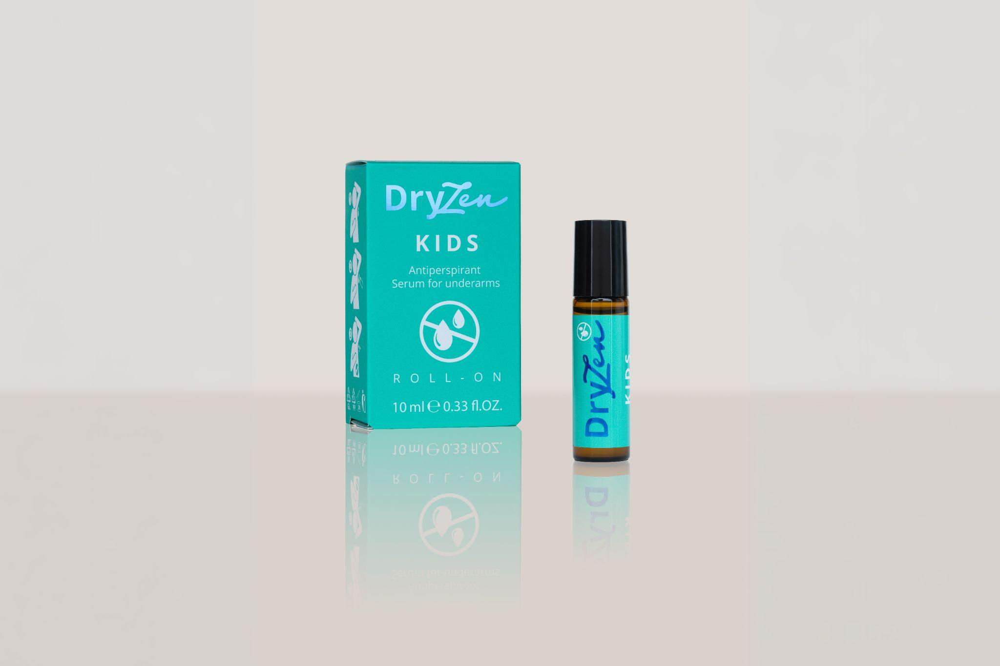 DryZen
KIDS
Antiperspirant
Serum for underarms
ROLL-ON
10 ml ℮ 0.33 fl.OZ.
DryZen
KIDS